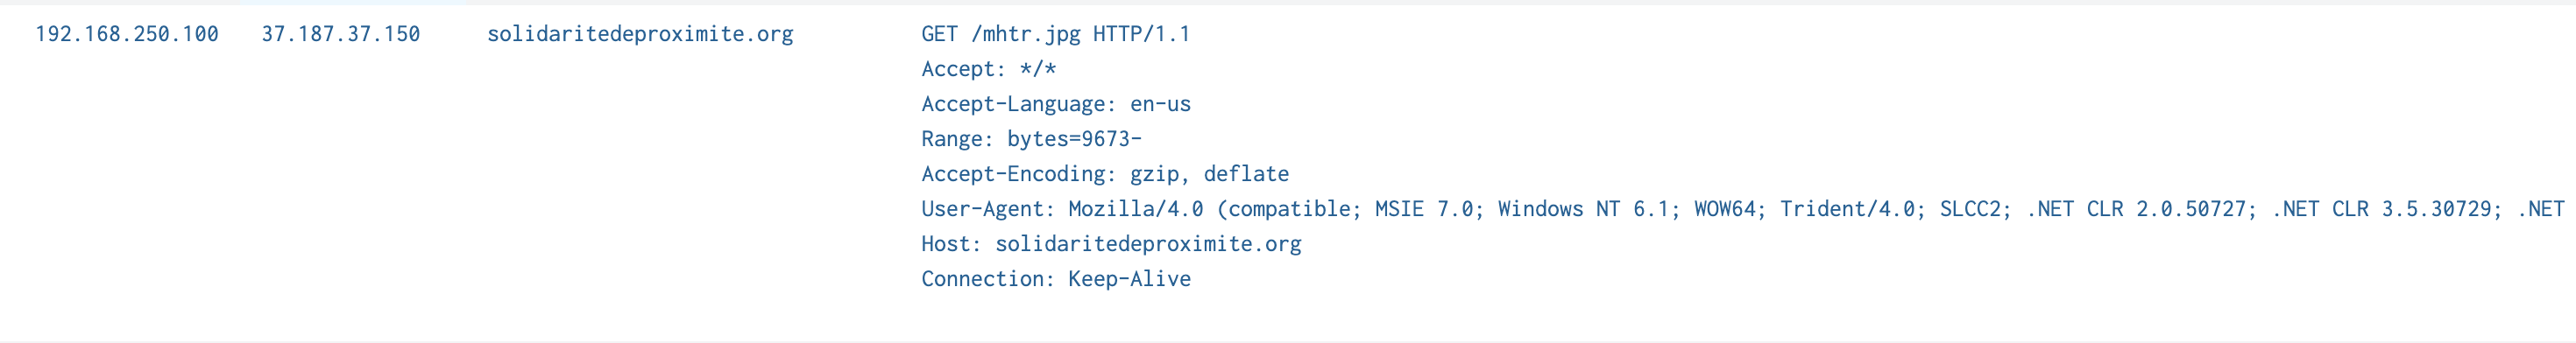 192.168.250.100 37.187.37.150 solidaritedeproximite.org GET /mhtr.jpg HTTP/1.1
Accept: */*
Accept-Language: en-us
Range: bytes=9673-
Accept-Encoding: gzip, deflate
User-Agent: Mozilla/4.0 (compatible; MSIE 7.0; Windows NT 6.1; WOW64; Trident/4.0; SLCC2; .NET CLR 2.0.50727; .NET CLR 3.5.30729; .NET
Host: solidaritedeproximite.org
Connection: Keep-Alive